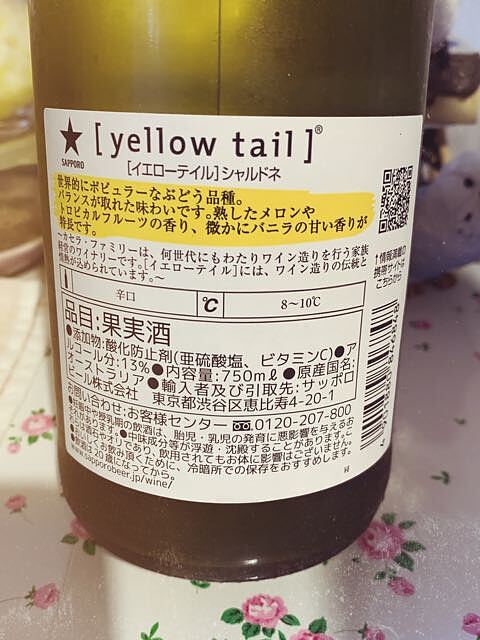 [ yellow tail ]®
SAPPORO
[イエローテイル]シャルドネ
世界的にポピュラーなぶどう品種。
バランスが取れた味わいです。熟したメロンや
トロピカルフルーツの香り、微かにバニラの甘い香りが
特長です。
~カセラ・ファミリーは、何世代にもわたりワイン造りを行う家族
経営のワイナリーです。[イエローテイル]には、ワイン造りの伝統と
情熱が込められています。~
↑情報満載の
携帯サイトは
こちらから
辛口
℃
8~10℃
品目:果実酒
●添加物:酸化防止剤(亜硫酸塩、ビタミンC)●ア
ルコール分:13%●内容量:750mℓ●原産国:
オーストラリア●輸入者及び引取先:サッポロ
ビール株式会社 東京都渋谷区恵比寿4-20-1
お問い合わせ:お客様センター 0120-207-800
●妊娠中や授乳期の飲酒は、胎児・乳児の発育に悪影響を与えるお
それがあります。●中味成分等が浮遊・沈殿することがあります。こ
れは
であり、飲用されてもお体に影響はございません。
お飲み頂くために、冷暗所での保存をおすすめします。
●飲酒は20歳になってから。
www.sapporobeer.jp/wine/